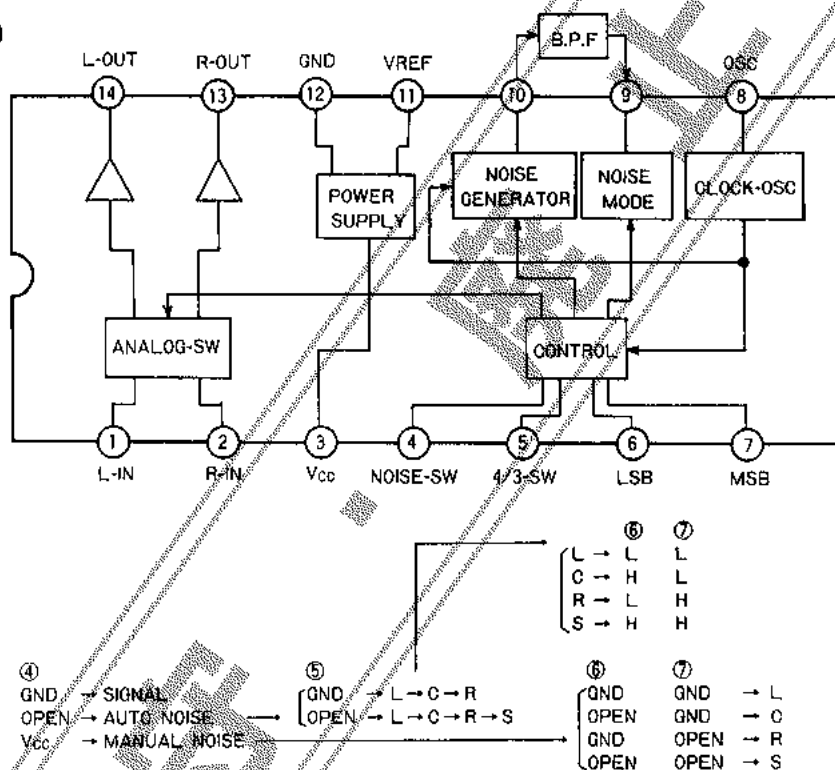 B.P.F
L-OUT R-OUT GND VREF OSC
14 13 12 11 10 9 8
POWER SUPPLY
NOISE GENERATOR
NOISE MODE
CLOCK-OSC
ANALOG-SW
CONTROL
1 2 3 4 5 6 7
L-IN R-IN Vcc NOISE-SW 4/3-SW LSB MSB
⑥ ⑦
L → L L
C → H L
R → L H
S → H H
④
GND → SIGNAL
OPEN → AUTO NOISE
Vcc → MANUAL NOISE
⑤
GND → L → C → R
OPEN → L → C → R → S
⑥ ⑦
GND GND → L
OPEN GND → C
GND OPEN → R
OPEN OPEN → S